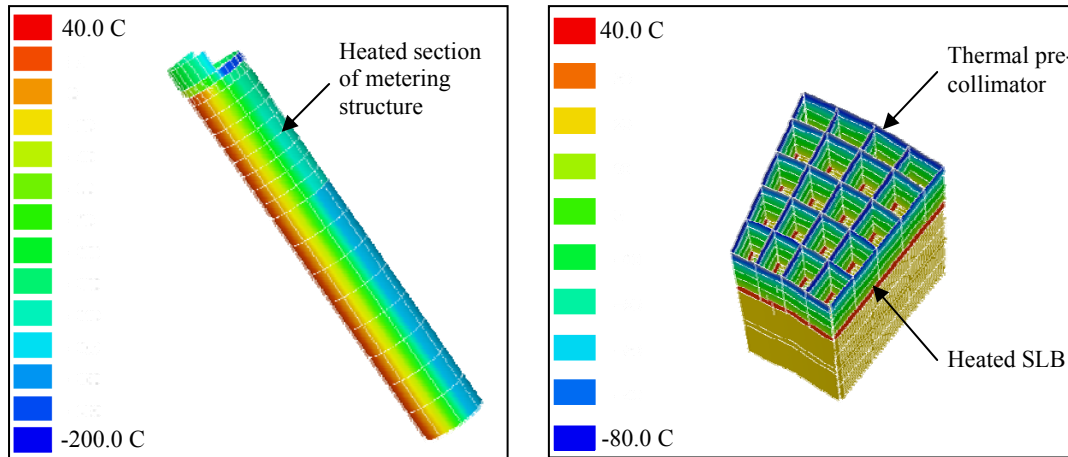 40.0 C
Heated section
of metering
structure
-200.0 C
40.0 C
Thermal pre-
collimator
Heated SLB
-80.0 C